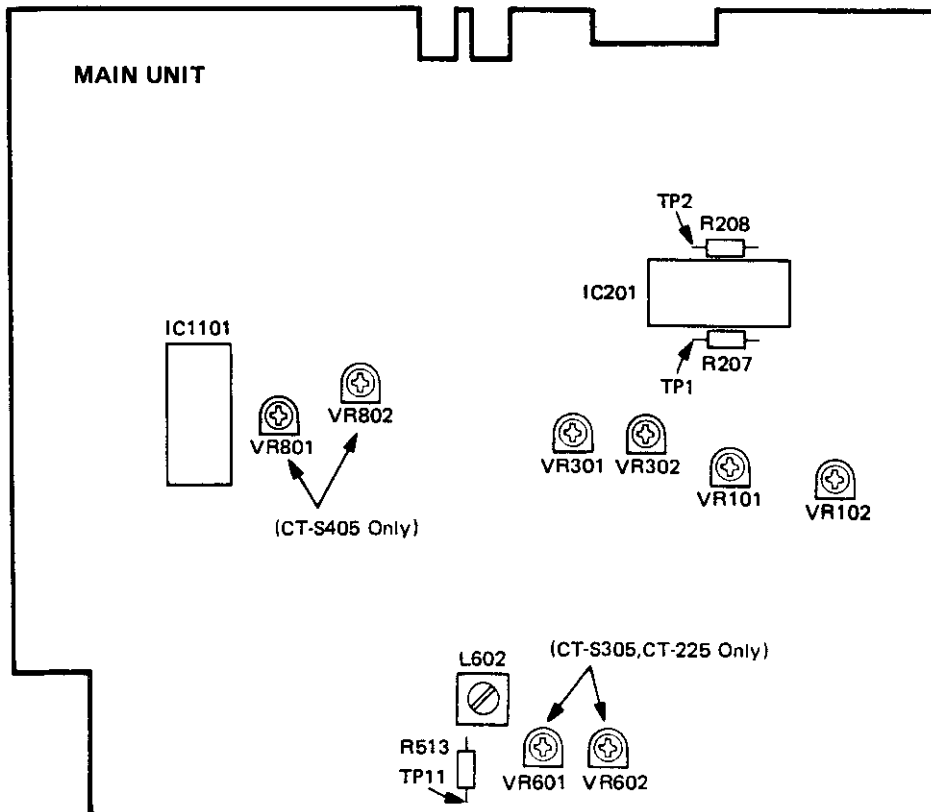 MAIN UNIT
TP2
R208
IC201
R207
TP1
IC1101
VR801
VR802
(CT-S405 Only)
VR301
VR302
VR101
VR102
(CT-S305,CT-225 Only)
L602
R513
TP11
VR601
VR602